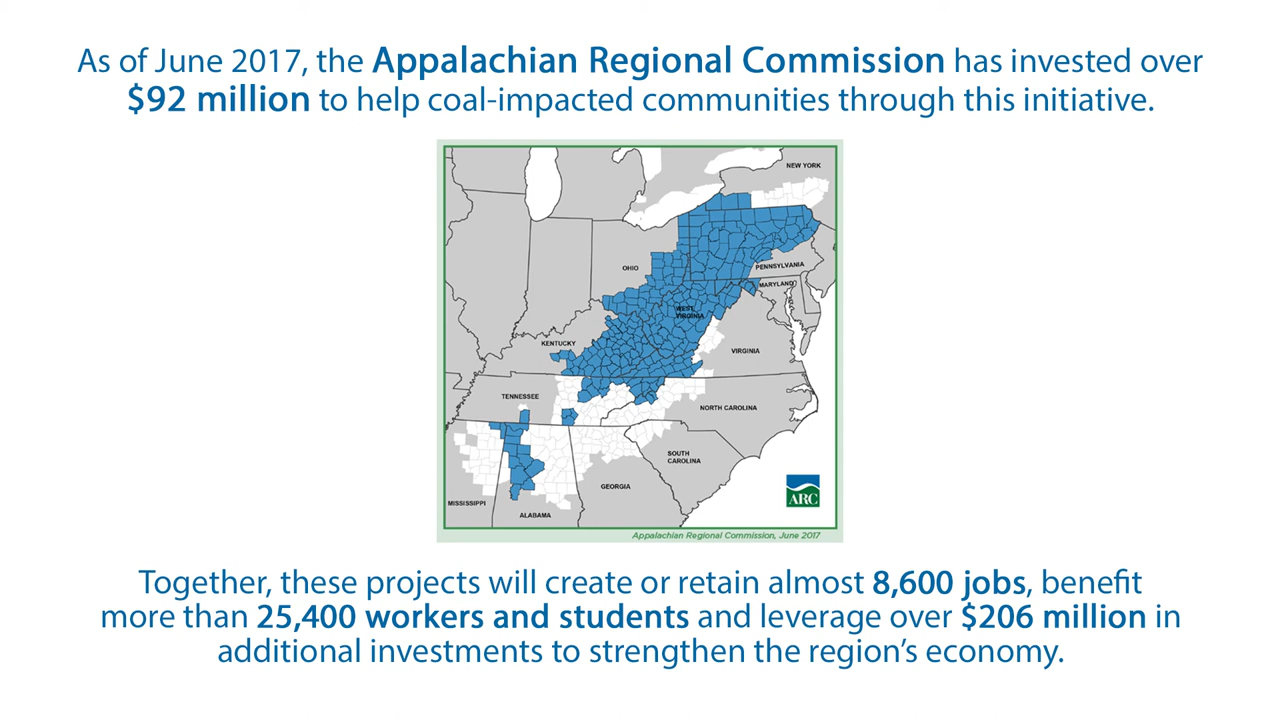 As of June 2017, the Appalachian Regional Commission has invested over
$92 million to help coal-impacted communities through this initiative.
NEW YORK
OHIO
PENNSYLVANIA
MARYLAND
WEST
VIRGINIA
KENTUCKY
VIRGINIA
TENNESSEE
NORTH CAROLINA
SOUTH
CAROLINA
GEORGIA
MISSISSIPPI
ALABAMA
ARC
Appalachian Regional Commission, June 2017
Together, these projects will create or retain almost 8,600 jobs, benefit
more than 25,400 workers and students and leverage over $206 million in
additional investments to strengthen the region’s economy.